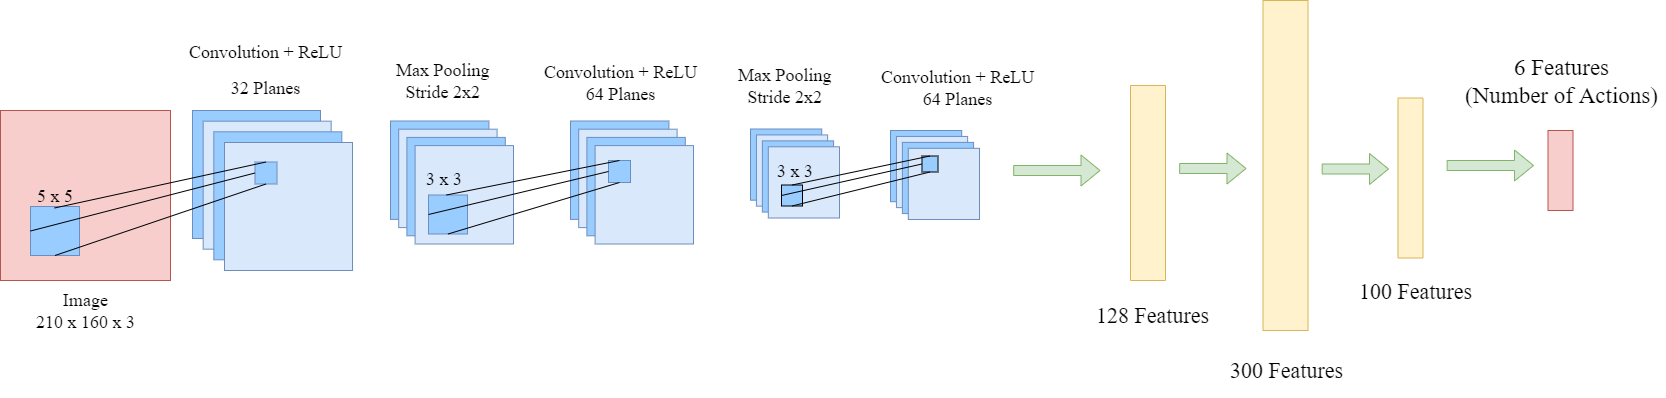 Convolution + ReLU
32 Planes
Max Pooling
Stride 2x2
Convolution + ReLU
64 Planes
Max Pooling
Stride 2x2
Convolution + ReLU
64 Planes
6 Features
(Number of Actions)
5 x 5
3 x 3
3 x 3
Image
210 x 160 x 3
128 Features
300 Features
100 Features